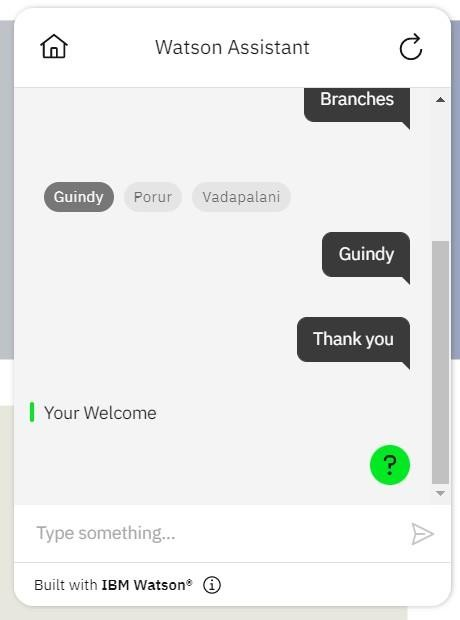 Watson Assistant
Branches
Guindy Porur Vadapalani
Guindy
Thank you
Your Welcome
?
Type something...
Built with IBM Watson®